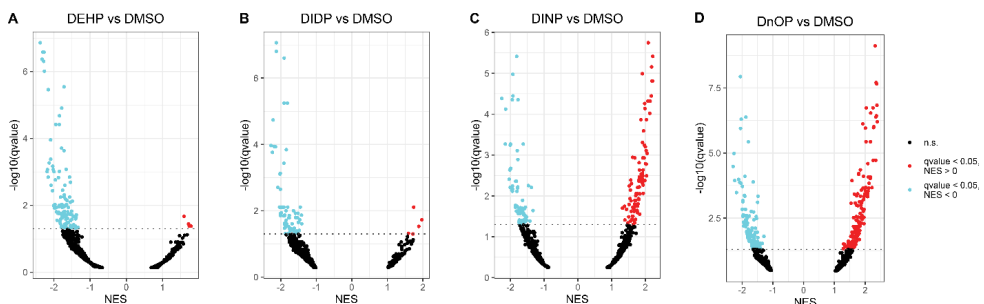 A
DEHP vs DMSO
-log10(qvalue)
6
4
2
0
-2
-1
0
1
NES
B
DIDP vs DMSO
-log10(qvalue)
6
4
2
0
-2
-1
0
1
2
NES
C
DINP vs DMSO
-log10(qvalue)
6
5
4
3
2
1
0
-2
-1
0
1
2
NES
D
DnOP vs DMSO
-log10(qvalue)
7.5
5.0
2.5
0.0
-2
-1
0
1
2
NES
n.s.
qvalue < 0.05,
NES > 0
qvalue < 0.05,
NES < 0